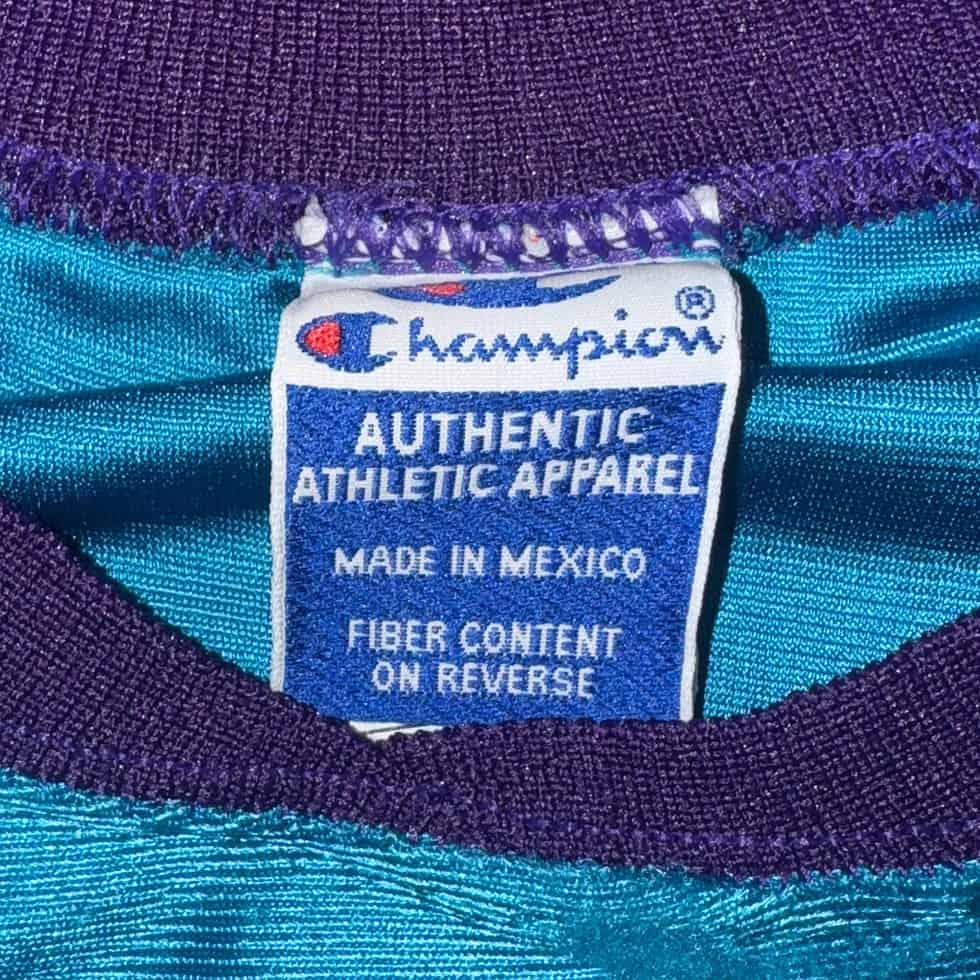 Champion®
AUTHENTIC
ATHLETIC APPAREL
MADE IN MEXICO
FIBER CONTENT
ON REVERSE